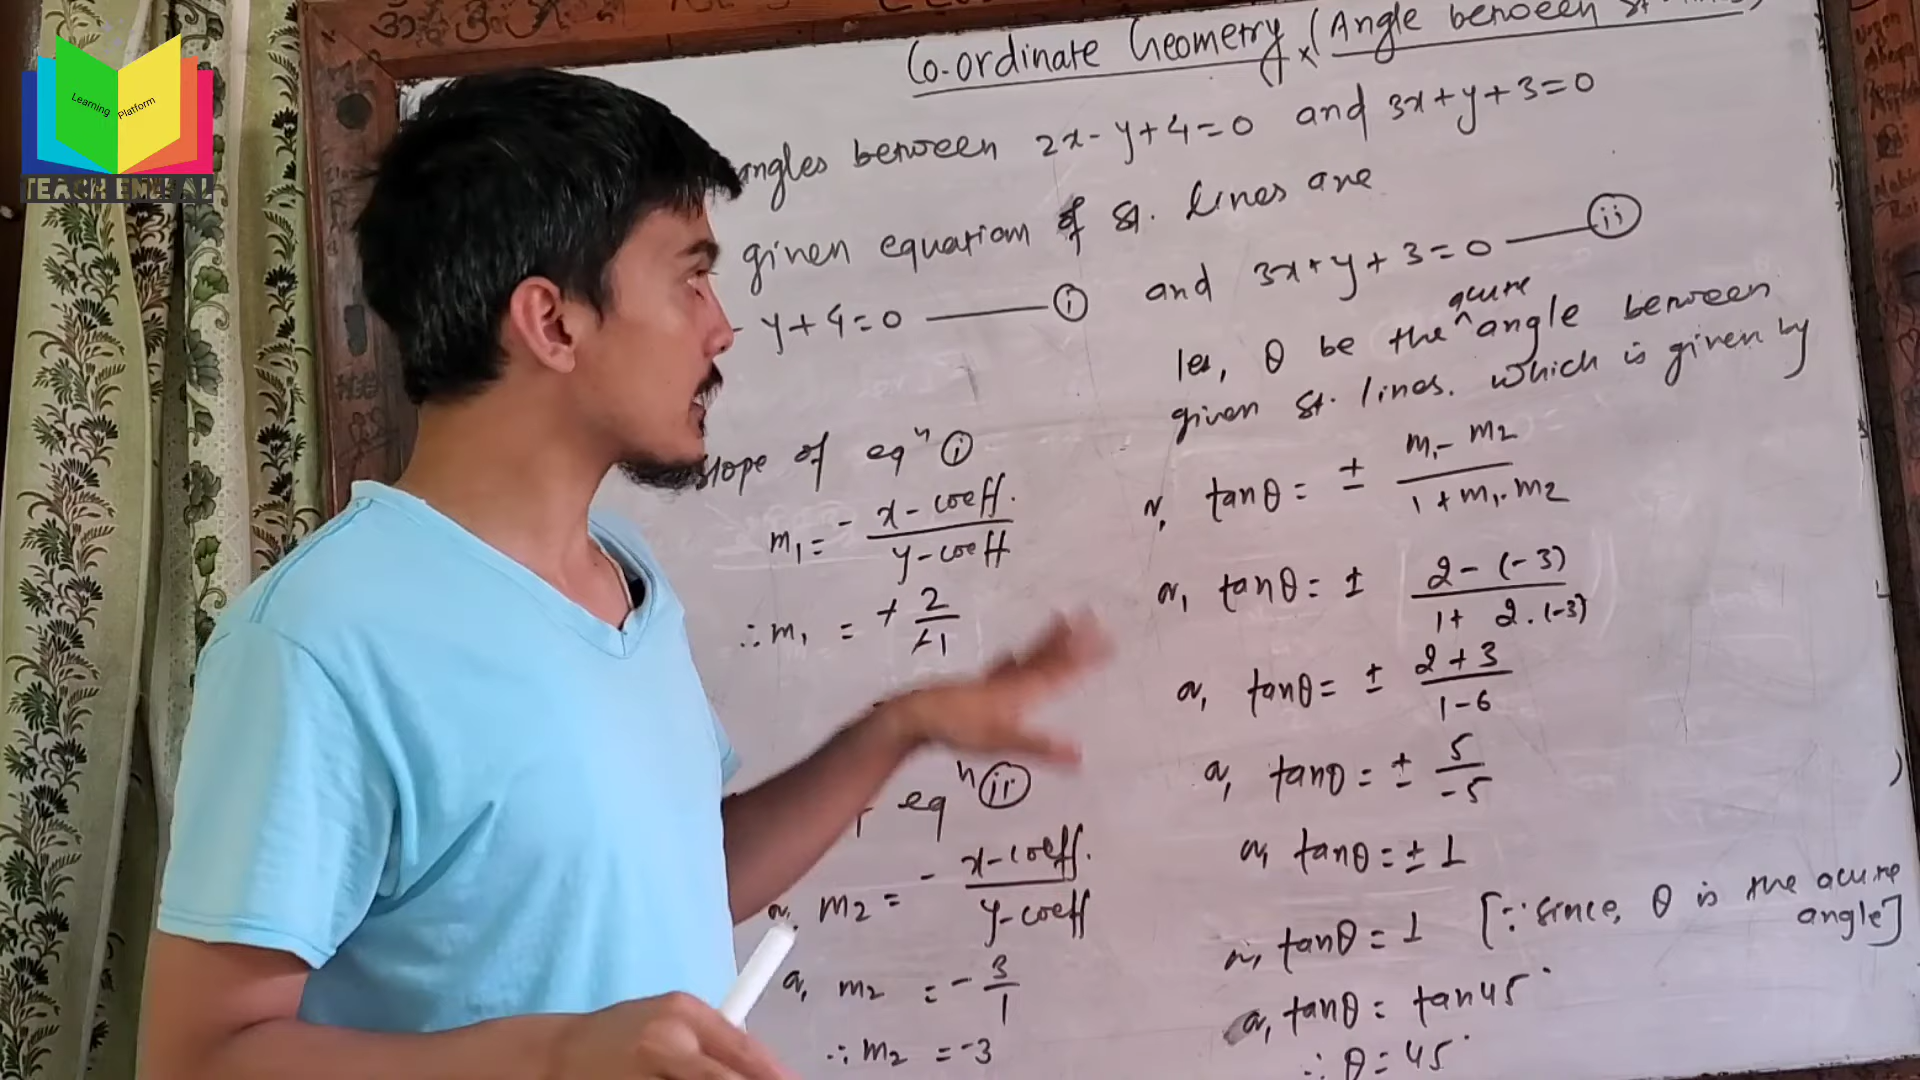 Learning Platform
Co-ordinate Geometry (Angle between st. lines)
angles between 2x-y+4=0 and 3x+y+3=0
given equation of st. lines are
- y+4=0 ——— (i) and 3x+y+3=0 —— (ii)
let, θ be the ^ angle between
acute
given st. lines. which is given by
slope of eqⁿ (i)
m₁ = - x-coeff. / y-coeff
∴ m₁ = + 2 / +1
eqⁿ (ii)
or, m₂ = - x-coeff. / y-coeff
or, m₂ = - 3/1
∴ m₂ = -3
or, tanθ = ± m₁- m₂ / 1+m₁.m₂
or, tanθ = ± 2-(-3) / 1+ 2.(-3)
or, tanθ = ± 2+3 / 1-6
or, tanθ = ± 5 / -5
or, tanθ = ± 1
or, tanθ = 1 [∵ since, θ is the acute angle]
or, tanθ = tan45°
∴ θ = 45°